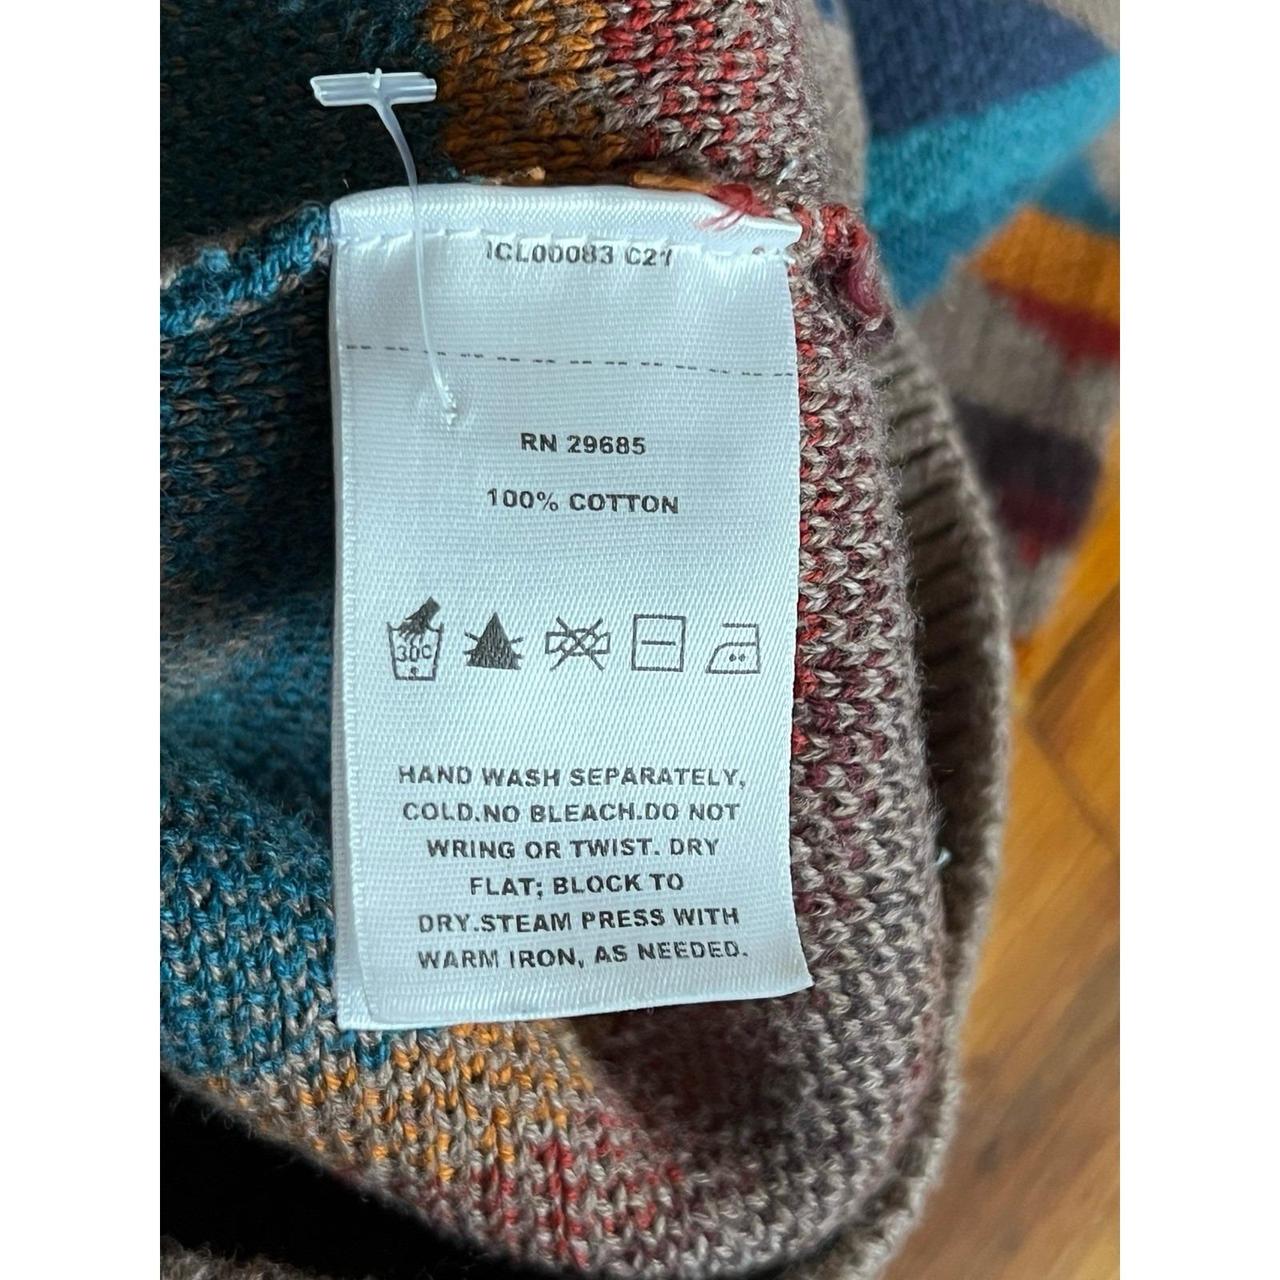 ICL00083 C21
RN 29685
100% COTTON
30C
HAND WASH SEPARATELY,
COLD.NO BLEACH.DO NOT
WRING OR TWIST. DRY
FLAT; BLOCK TO
DRY.STEAM PRESS WITH
WARM IRON, AS NEEDED.